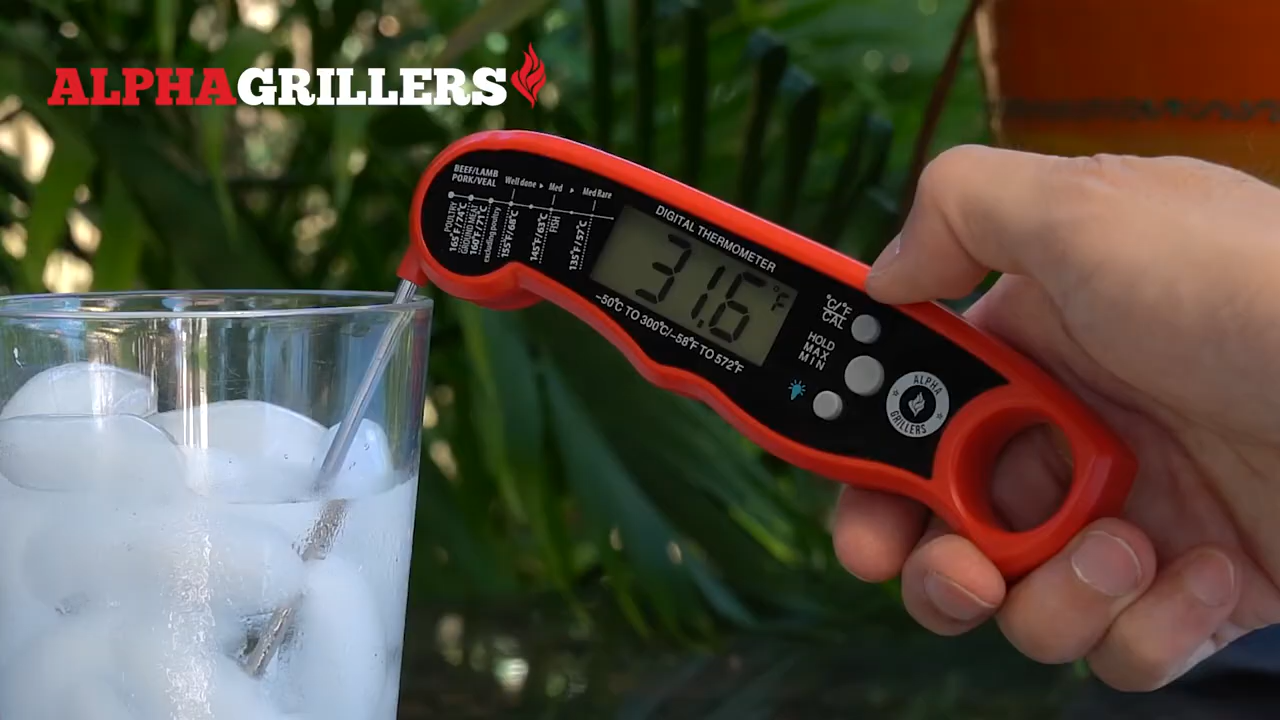 ALPHAGRILLERS
BEEF/LAMB
PORK/VEAL
Well done ▸ Med ▸ Med Rare
POULTRY
165°F/74°C
GROUND MEAT
160°F/71°C
excluding poultry
155°F/68°C
145°F/63°C
FISH
135°F/57°C
DIGITAL THERMOMETER
31.6 °F
-50°C TO 300°C/-58°F TO 572°F
°C/°F
CAL
HOLD
MAX
MIN
ALPHA
GRILLERS